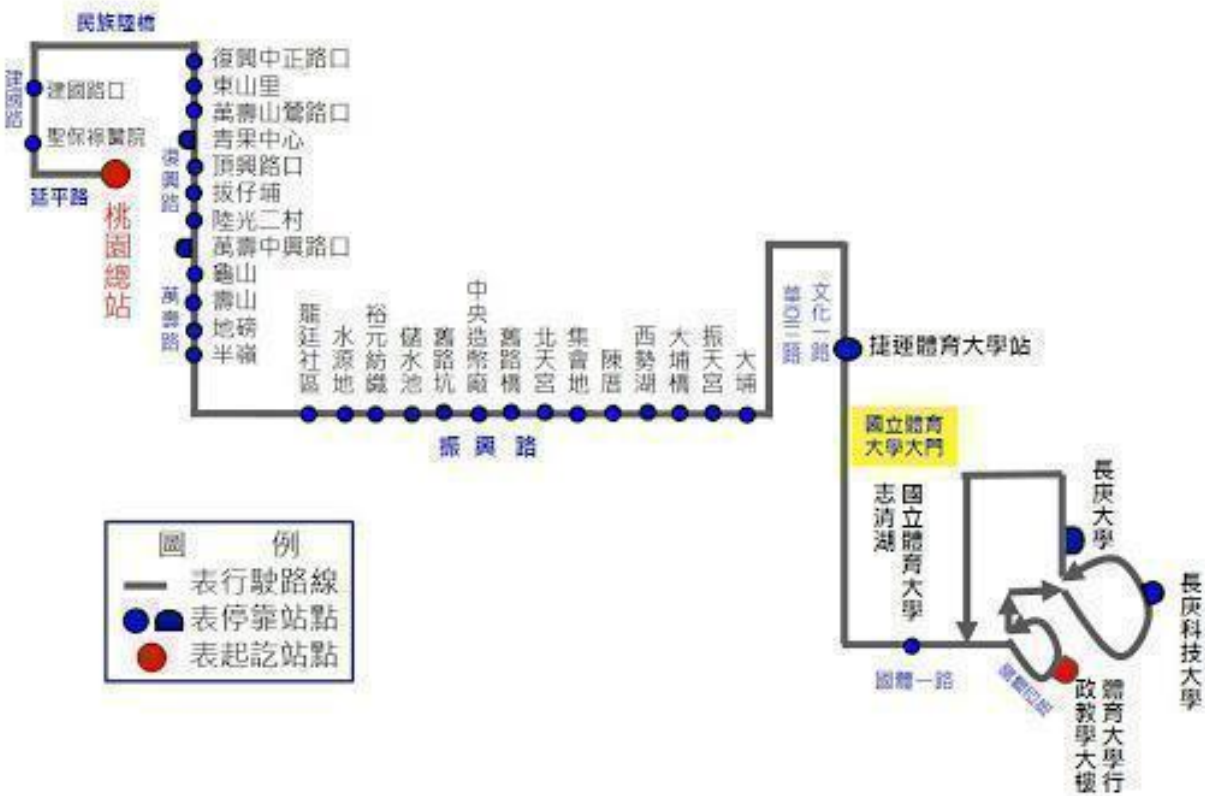 民族陸橋
建國路
建國路口
聖保祿醫院
延平路
桃園總站
復興路
萬壽路
復興中正路口
東山里
萬壽山鶯路口
青果中心
頂興路口
拔仔埔
陸光二村
萬壽中興路口
龜山
壽山
地磅
半嶺
龍廷社區
水源地
裕元紡織
儲水池
舊路坑
中央造幣廠
舊路橋
北天宮
集會地
陳厝
西勢湖
大埔橋
振天宮
大埔
振興路
華亞三路
文化一路
捷運體育大學站
國立體育
大學大門
國立體育大學
志清湖
國體一路
長庚大學
長庚科技大學
體育大學行
政教學大樓
圖 例
表行駛路線
表停靠站點
表起訖站點